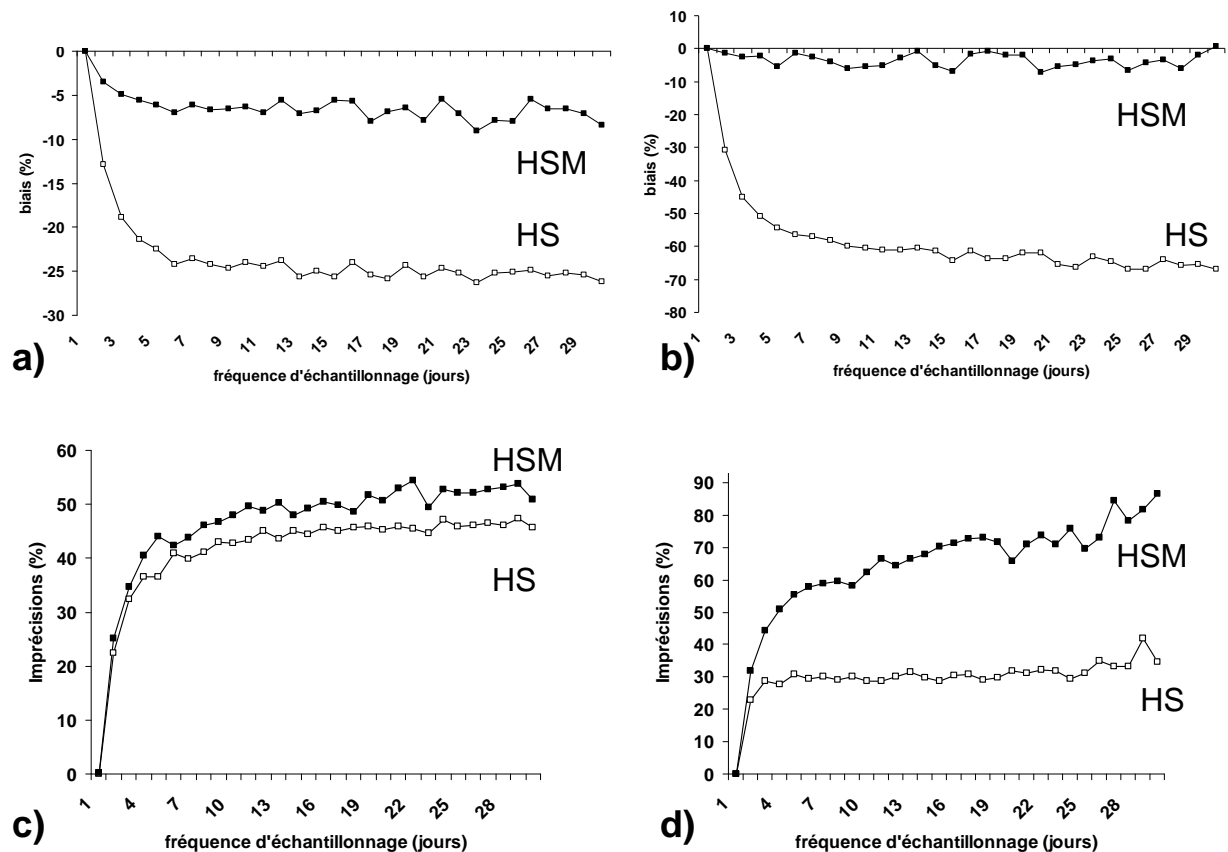 0
-5
-10
-15
-20
-25
-30
biais (%)
HSM
HS
1 3 5 7 9 11 13 15 17 19 21 23 25 27 29
fréquence d'échantillonnage (jours)
a)
10
0
-10
-20
-30
-40
-50
-60
-70
-80
biais (%)
HSM
HS
1 3 5 7 9 11 13 15 17 19 21 23 25 27 29
fréquence d'échantillonnage (jours)
b)
60
50
40
30
20
10
0
Imprécisions (%)
HSM
HS
1 4 7 10 13 16 19 22 25 28
fréquence d'échantillonnage (jours)
c)
90
80
70
60
50
40
30
20
10
0
Imprécisions (%)
HSM
HS
1 4 7 10 13 16 19 22 25 28
fréquence d'échantillonnage (jours)
d)